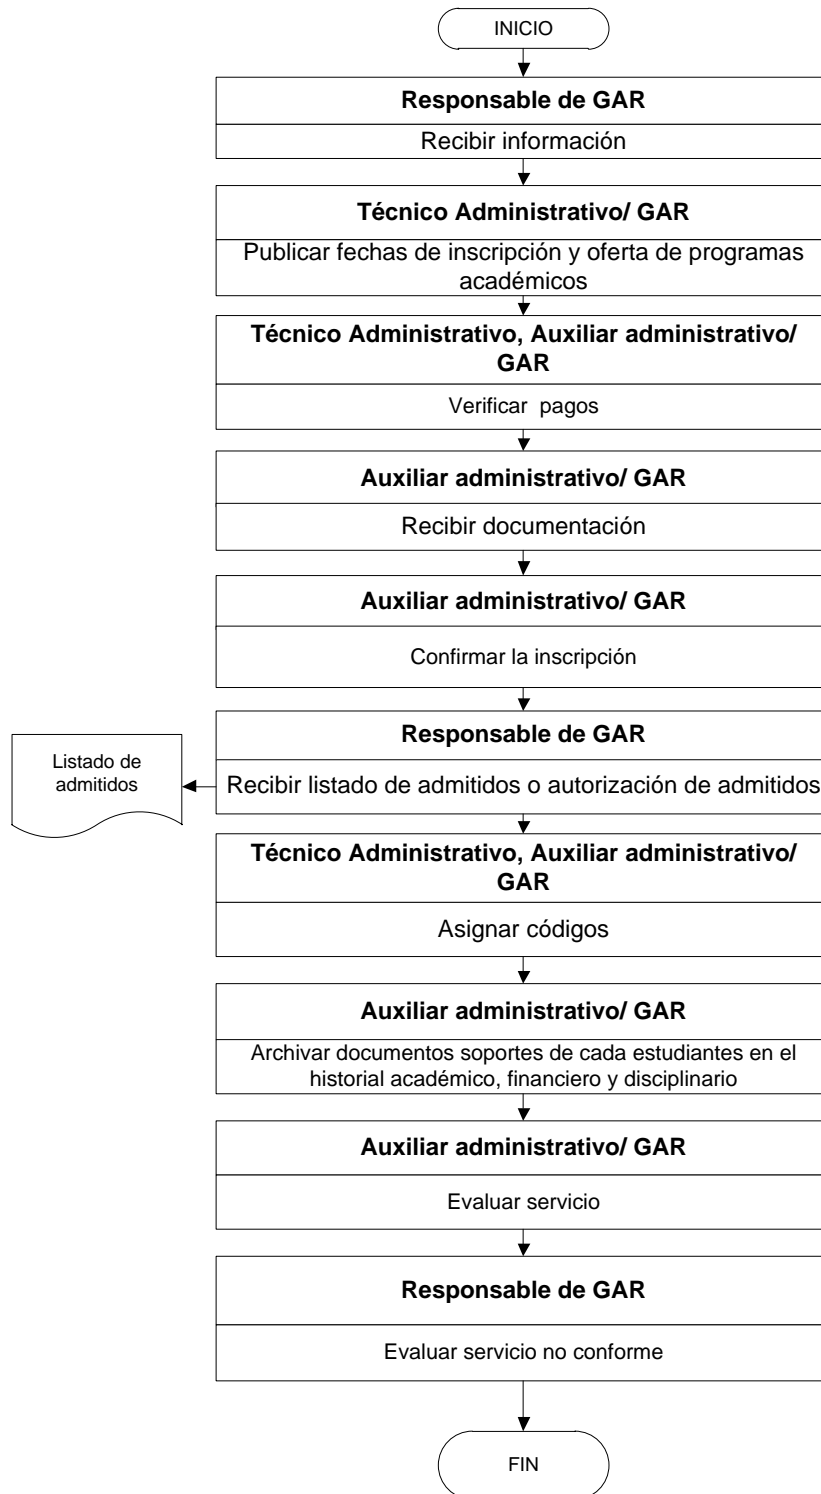 INICIO
Responsable de GAR
Recibir información
Técnico Administrativo/ GAR
Publicar fechas de inscripción y oferta de programas
académicos
Técnico Administrativo, Auxiliar administrativo/
GAR
Verificar pagos
Auxiliar administrativo/ GAR
Recibir documentación
Auxiliar administrativo/ GAR
Confirmar la inscripción
Responsable de GAR
Listado de
admitidos
Recibir listado de admitidos o autorización de admitidos
Técnico Administrativo, Auxiliar administrativo/
GAR
Asignar códigos
Auxiliar administrativo/ GAR
Archivar documentos soportes de cada estudiantes en el
historial académico, financiero y disciplinario
Auxiliar administrativo/ GAR
Evaluar servicio
Responsable de GAR
Evaluar servicio no conforme
FIN